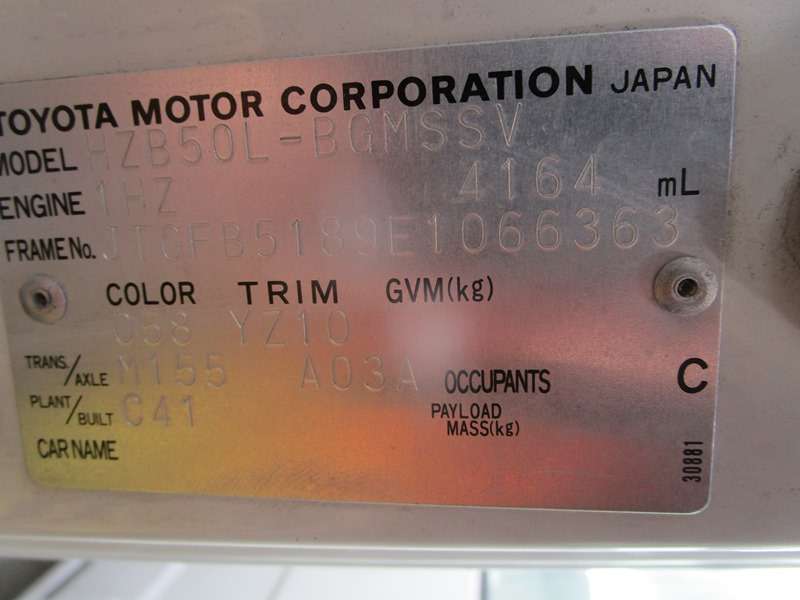 TOYOTA MOTOR CORPORATION JAPAN
MODEL HZB50L-BGMSSV
ENGINE 1HZ 4164 mL
FRAME No. JTGFB5189E1066363
COLOR TRIM GVM(kg)
058 YZ10
TRANS./AXLE M155 A03A OCCUPANTS C
PLANT/BUILT C41 PAYLOAD MASS(kg)
CAR NAME
30881